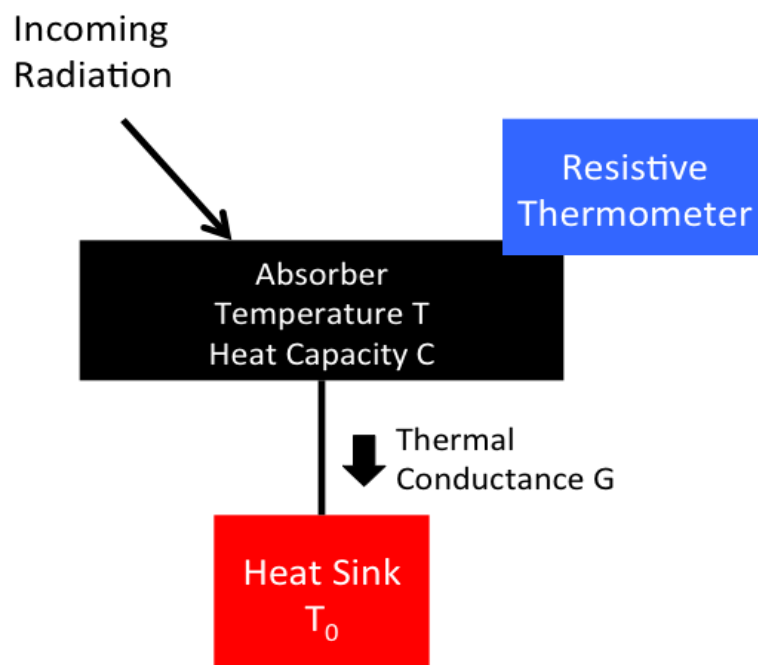 Incoming
Radiation
Resistive
Thermometer
Absorber
Temperature T
Heat Capacity C
Thermal
Conductance G
Heat Sink
T₀